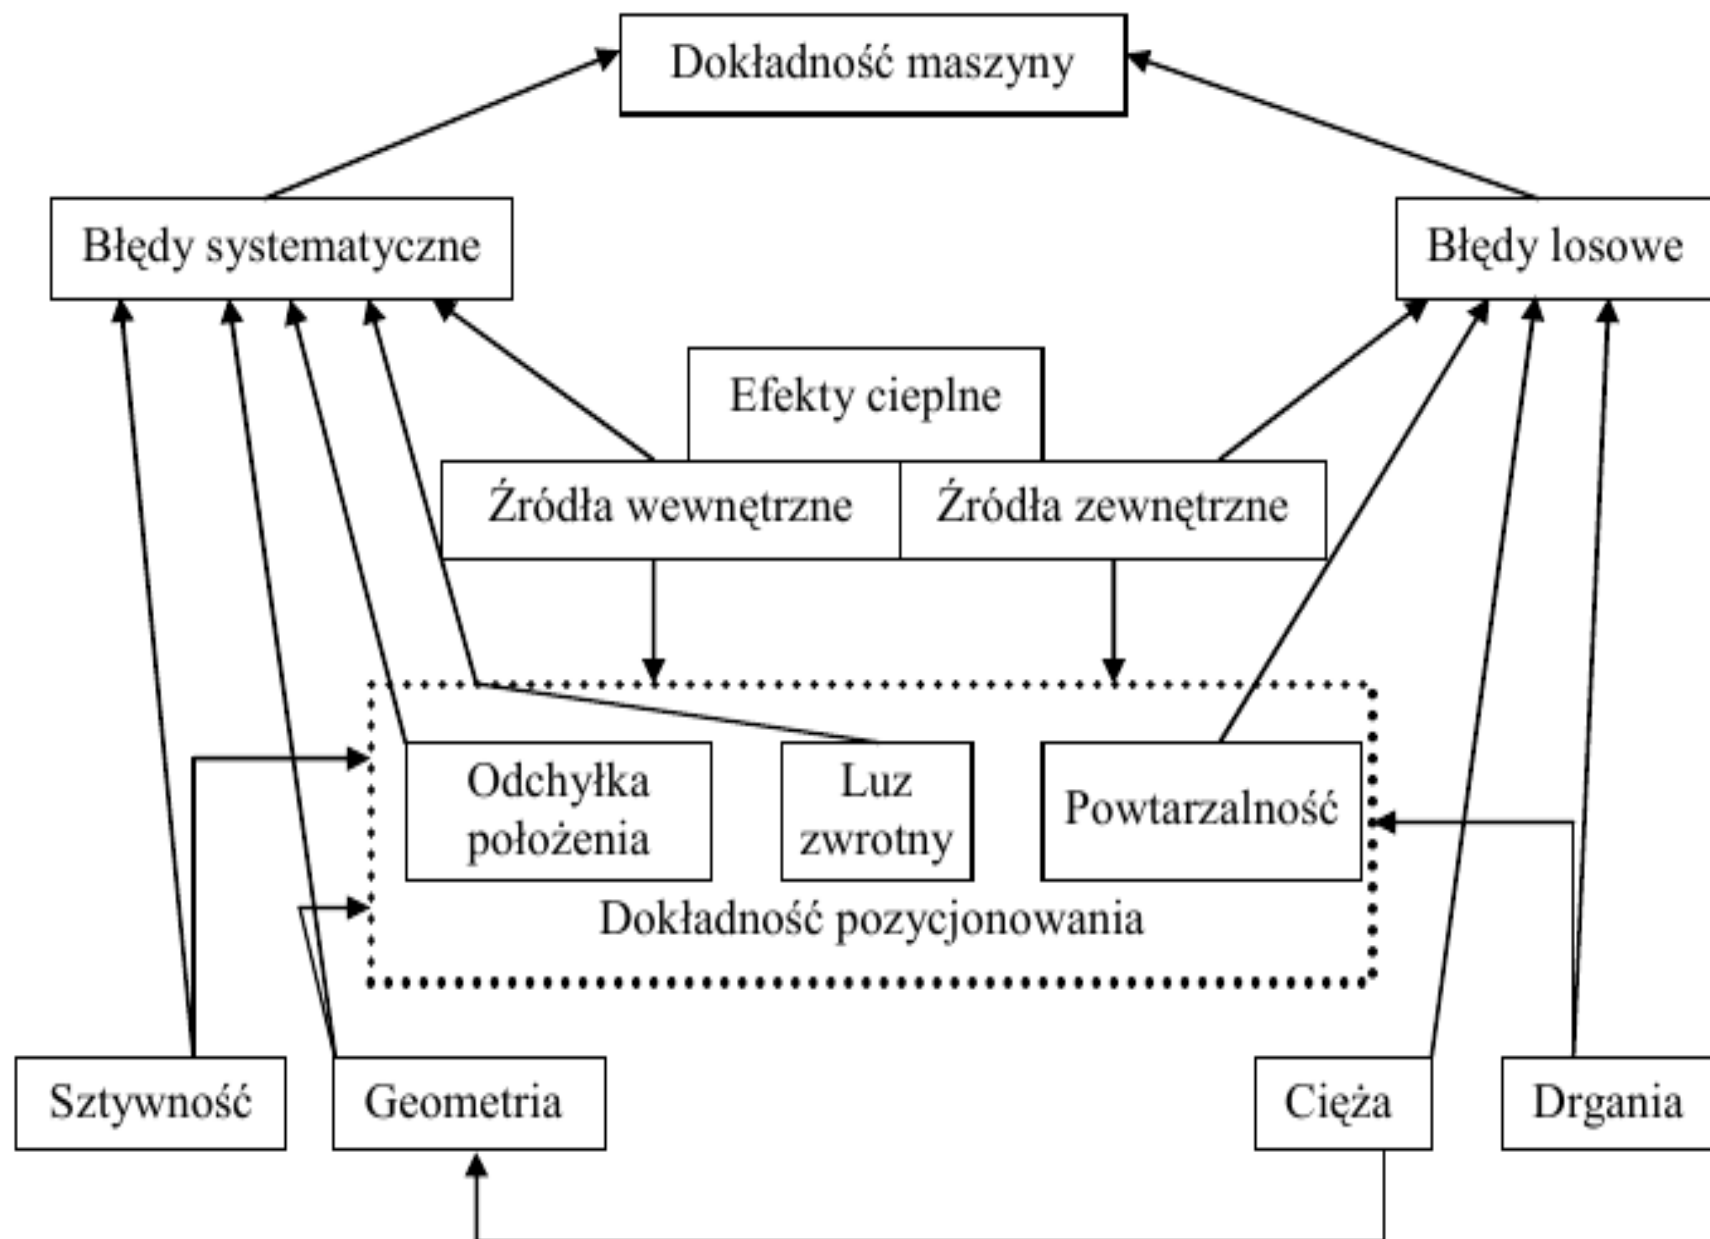 Dokładność maszyny
Błędy systematyczne
Błędy losowe
Efekty cieplne
Źródła wewnętrzne
Źródła zewnętrzne
Odchyłka
położenia
Luz
zwrotny
Powtarzalność
Dokładność pozycjonowania
Sztywność
Geometria
Cięża
Drgania